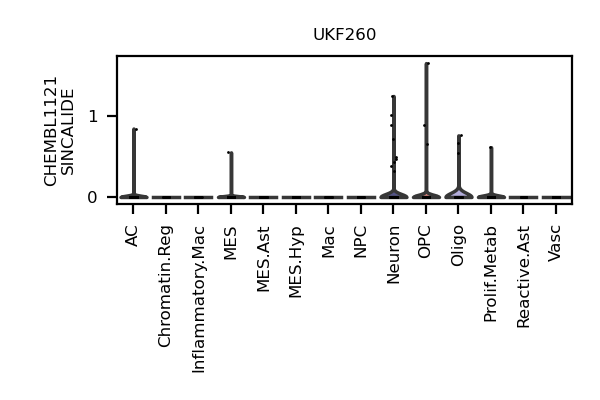 UKF260
CHEMBL1121
SINCALIDE
1
0
AC
Chromatin.Reg
Inflammatory.Mac
MES
MES.Ast
MES.Hyp
Mac
NPC
Neuron
OPC
Oligo
Prolif.Metab
Reactive.Ast
Vasc